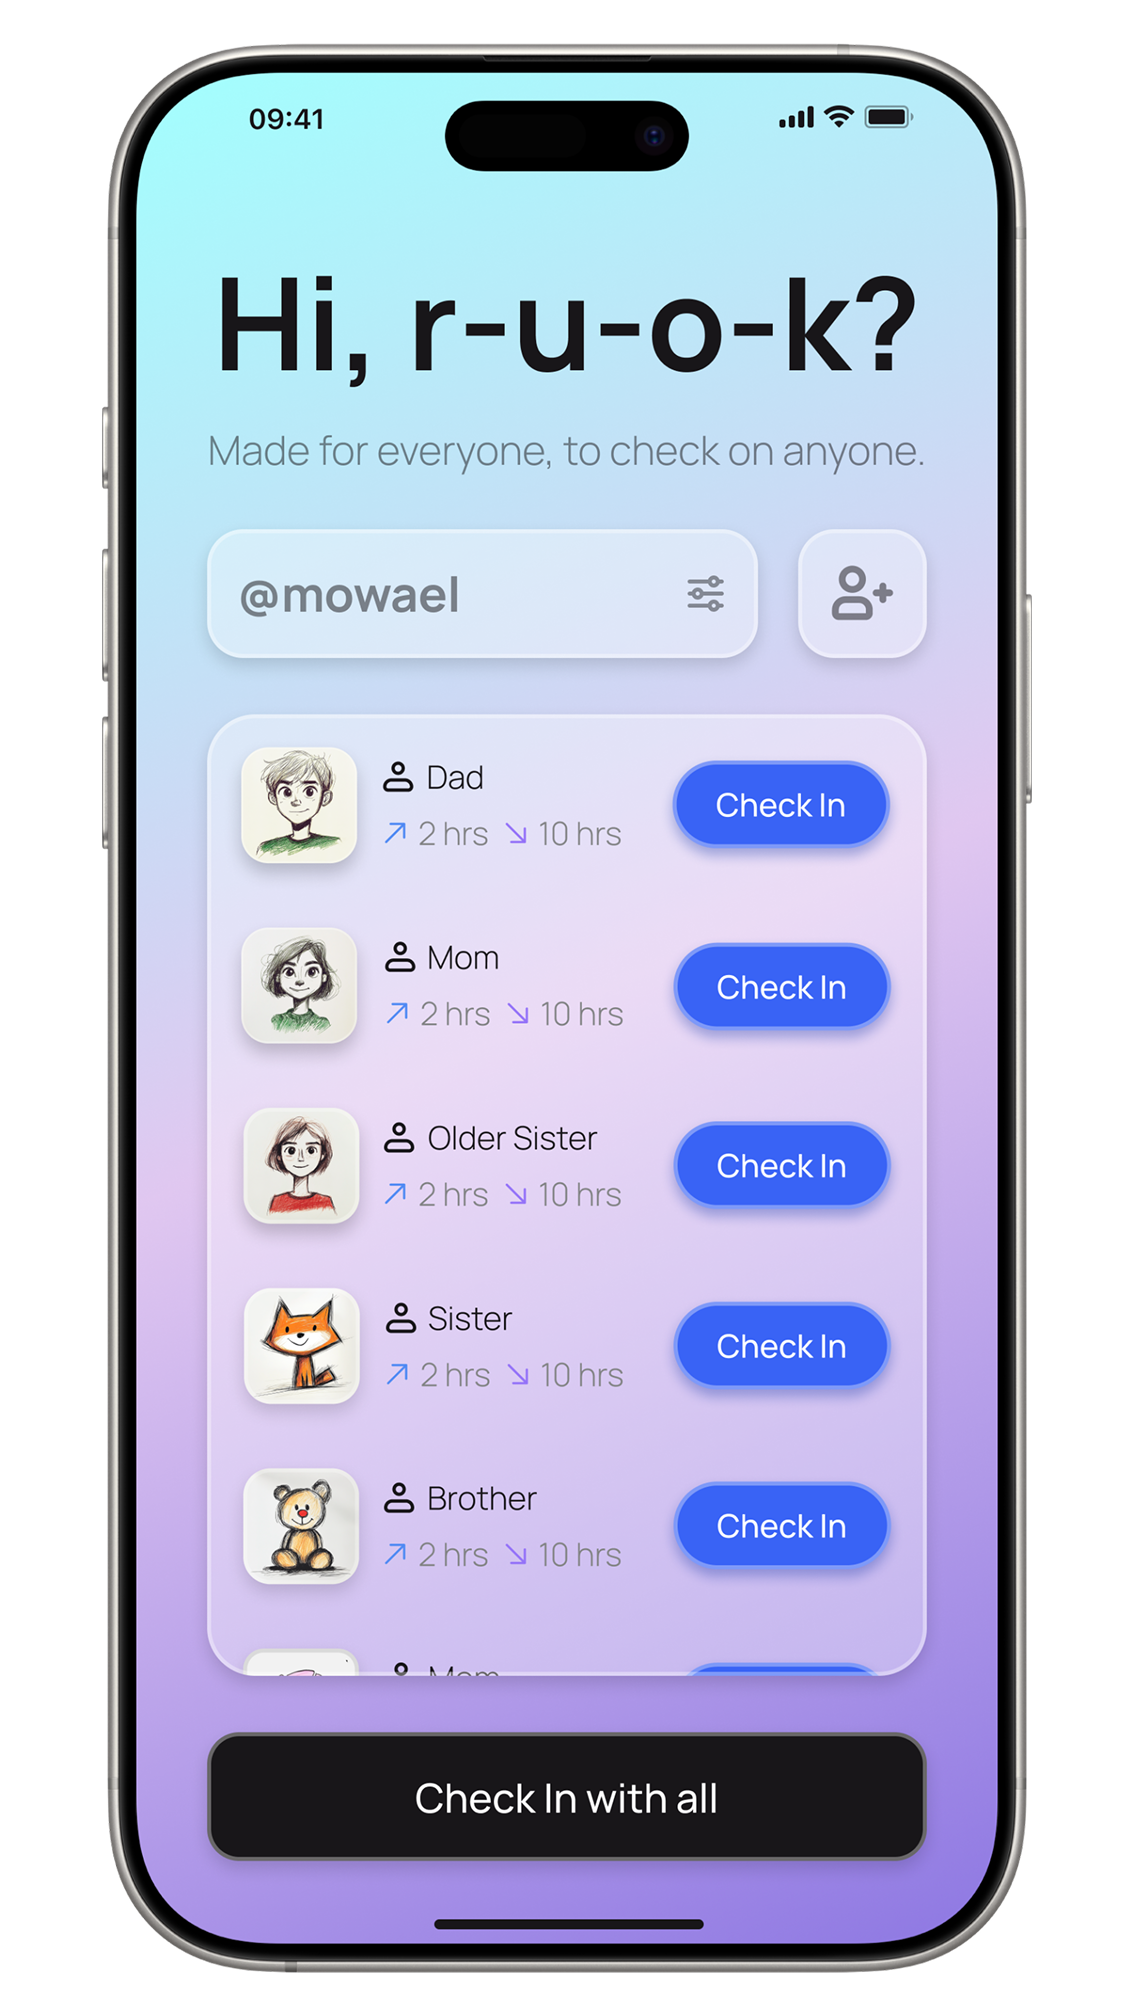 09:41
Hi, r-u-o-k?
Made for everyone, to check on anyone.
@mowael
Dad
2 hrs 10 hrs
Check In
Mom
2 hrs 10 hrs
Check In
Older Sister
2 hrs 10 hrs
Check In
Sister
2 hrs 10 hrs
Check In
Brother
2 hrs 10 hrs
Check In
Check In with all